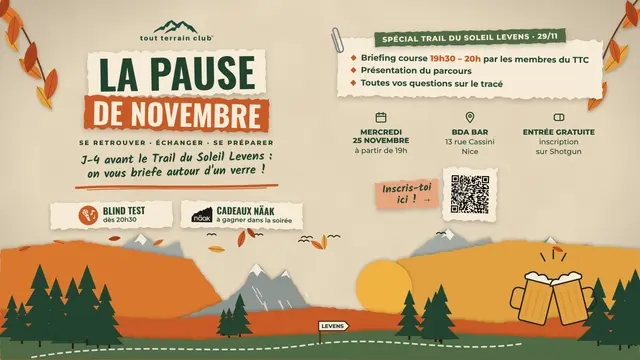 tout terrain club
LA PAUSE
DE NOVEMBRE
SE RETROUVER • ÉCHANGER • SE PRÉPARER
J-4 avant le Trail du Soleil Levens :
on vous briefe autour d'un verre !
BLIND TEST
dès 20h30
näak
CADEAUX NÄAK
à gagner dans la soirée
SPÉCIAL TRAIL DU SOLEIL LEVENS • 29/11
Briefing course 19h30 – 20h par les membres du TTC
Présentation du parcours
Toutes vos questions sur le tracé
MERCREDI
25 NOVEMBRE
à partir de 19h
BDA BAR
13 rue Cassini
Nice
ENTRÉE GRATUITE
inscription
sur Shotgun
Inscris-toi
ici ! →
LEVENS